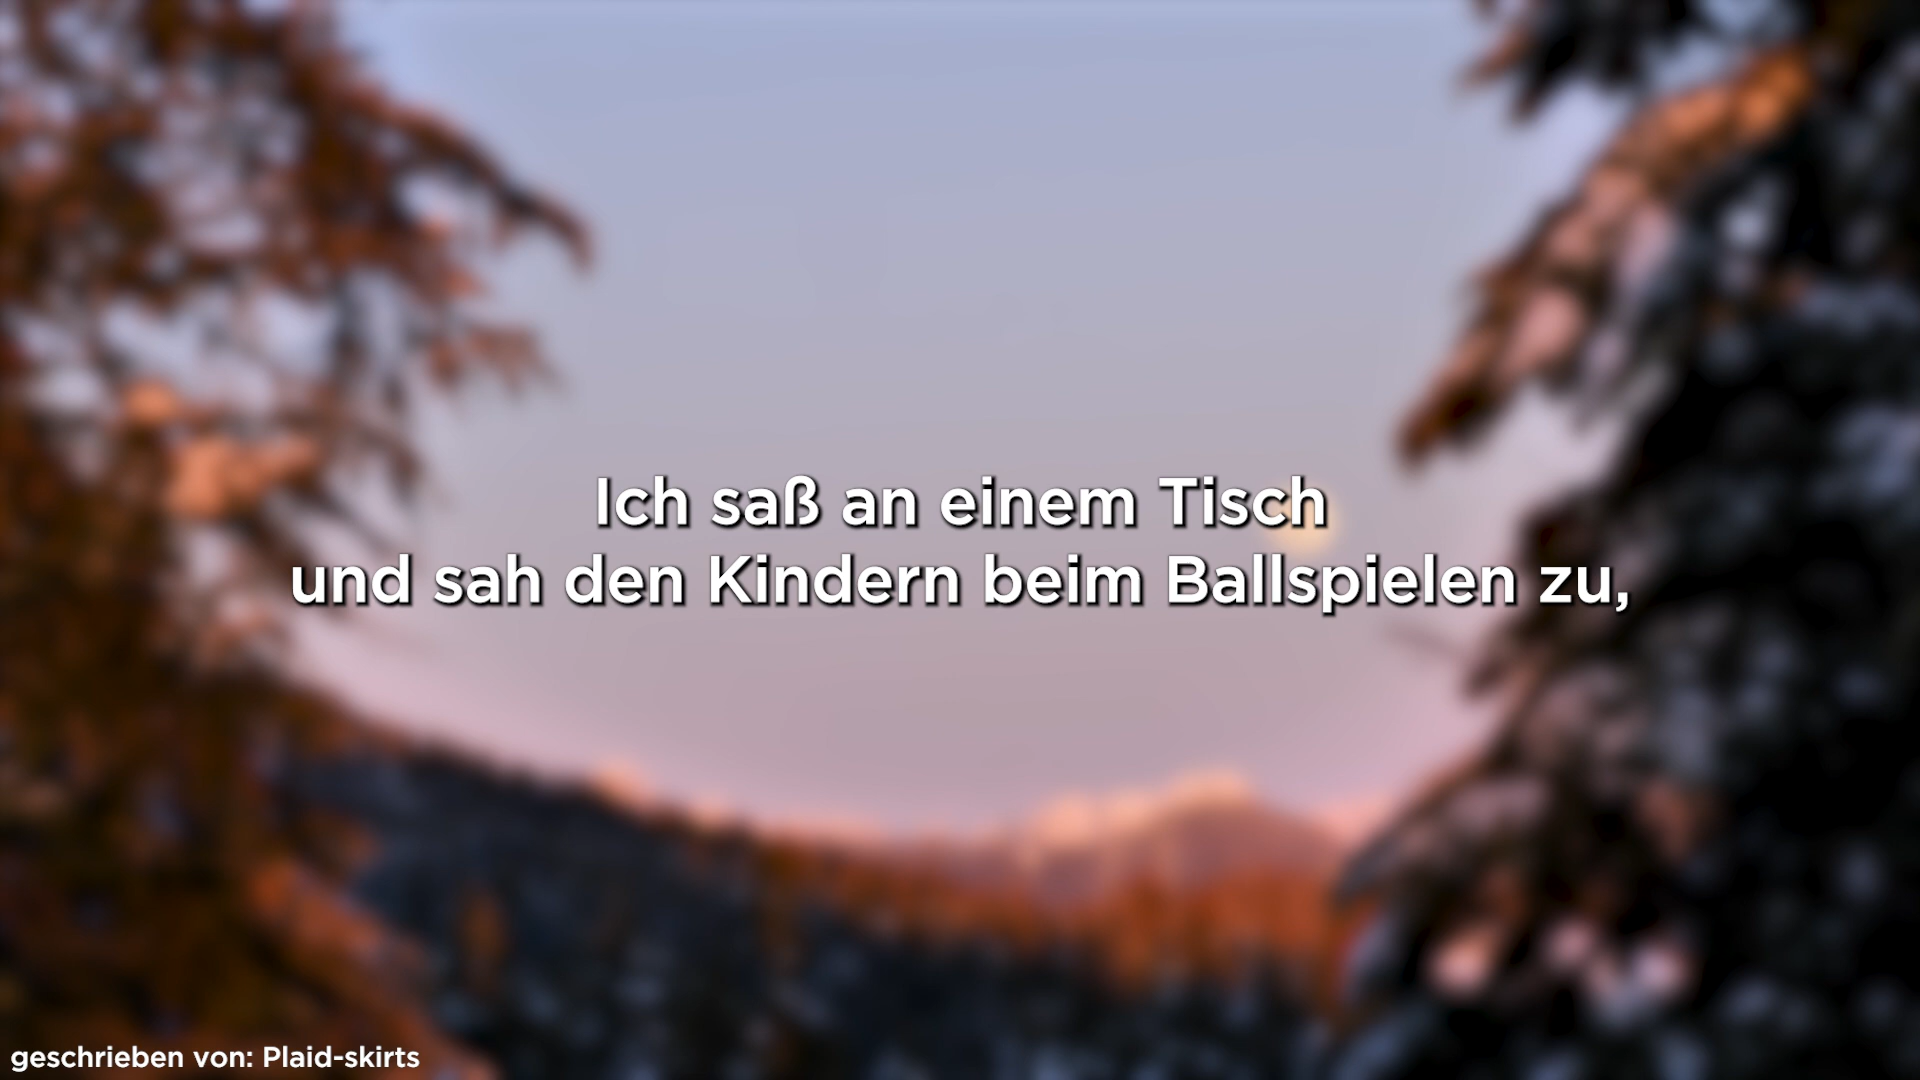 Ich saß an einem Tisch
und sah den Kindern beim Ballspielen zu,
geschrieben von: Plaid-skirts